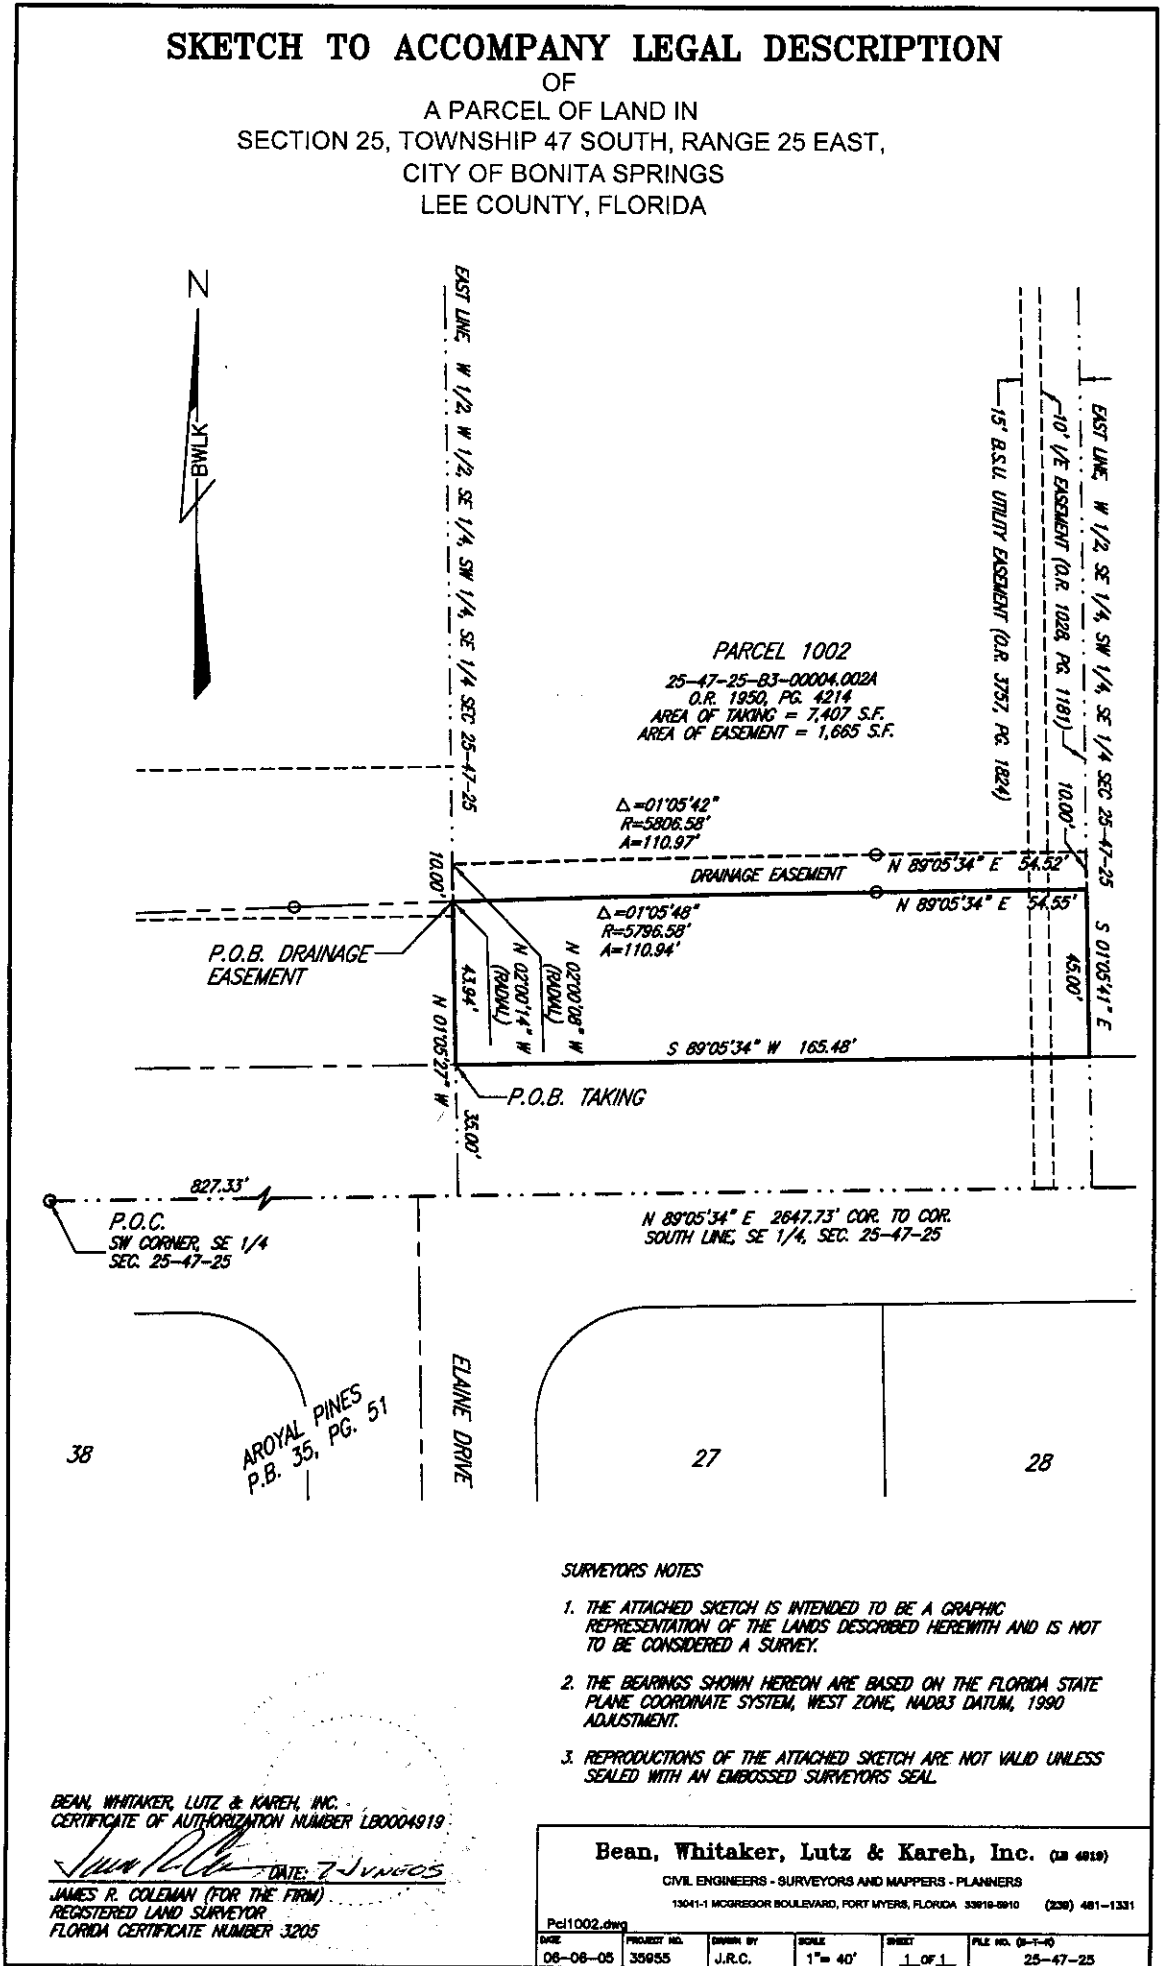 SKETCH TO ACCOMPANY LEGAL DESCRIPTION
OF
A PARCEL OF LAND IN
SECTION 25, TOWNSHIP 47 SOUTH, RANGE 25 EAST,
CITY OF BONITA SPRINGS
LEE COUNTY, FLORIDA
N
BWLK
EAST LINE, W 1/2, W 1/2, SE 1/4, SW 1/4, SE 1/4 SEC 25-47-25
15' B.S.U. UTILITY EASEMENT (O.R. 3757, PG. 1824)
10' I/E EASEMENT (O.R. 1028, PG. 1181)
EAST LINE, W 1/2, SE 1/4, SW 1/4, SE 1/4 SEC 25-47-25
PARCEL 1002
25-47-25-B3-00004.002A
O.R. 1950, PG. 4214
AREA OF TAKING = 7,407 S.F.
AREA OF EASEMENT = 1,665 S.F.
Δ=01°05'42"
R=5806.58'
A=110.97'
10.00'
10.00'
DRAINAGE EASEMENT
N 89°05'34" E 54.52'
N 89°05'34" E 54.55'
Δ=01°05'48"
R=5796.58'
A=110.94'
P.O.B. DRAINAGE
EASEMENT
43.94'
N 01°05'27" W
N 02°00'14" W
(RADIAL)
N 02°00'08" W
(RADIAL)
45.00'
S 01°05'41" E
S 89°05'34" W 165.48'
P.O.B. TAKING
35.00'
827.33'
P.O.C.
SW CORNER, SE 1/4
SEC. 25-47-25
N 89°05'34" E 2647.73' COR. TO COR.
SOUTH LINE, SE 1/4, SEC. 25-47-25
ELAINE DRIVE
AROYAL PINES
P.B. 35, PG. 51
38
27
28
SURVEYORS NOTES
1. THE ATTACHED SKETCH IS INTENDED TO BE A GRAPHIC
REPRESENTATION OF THE LANDS DESCRIBED HEREWITH AND IS NOT
TO BE CONSIDERED A SURVEY.
2. THE BEARINGS SHOWN HEREON ARE BASED ON THE FLORIDA STATE
PLANE COORDINATE SYSTEM, WEST ZONE, NAD83 DATUM, 1990
ADJUSTMENT.
3. REPRODUCTIONS OF THE ATTACHED SKETCH ARE NOT VALID UNLESS
SEALED WITH AN EMBOSSED SURVEYORS SEAL
BEAN, WHITAKER, LUTZ & KAREH, INC.
CERTIFICATE OF AUTHORIZATION NUMBER LB0004919
DATE: 7 JUNE 05
JAMES R. COLEMAN (FOR THE FIRM)
REGISTERED LAND SURVEYOR
FLORIDA CERTIFICATE NUMBER 3205
Bean, Whitaker, Lutz & Kareh, Inc. (LB 4919)
CIVIL ENGINEERS - SURVEYORS AND MAPPERS - PLANNERS
13041-1 MCGREGOR BOULEVARD, FORT MYERS, FLORIDA 33919-5910 (239) 481-1331
Pcl1002.dwg
DATE PROJECT NO. DRAWN BY SCALE SHEET FILE NO. (S-T-R)
06-06-05 35955 J.R.C. 1"= 40' 1 OF 1 25-47-25